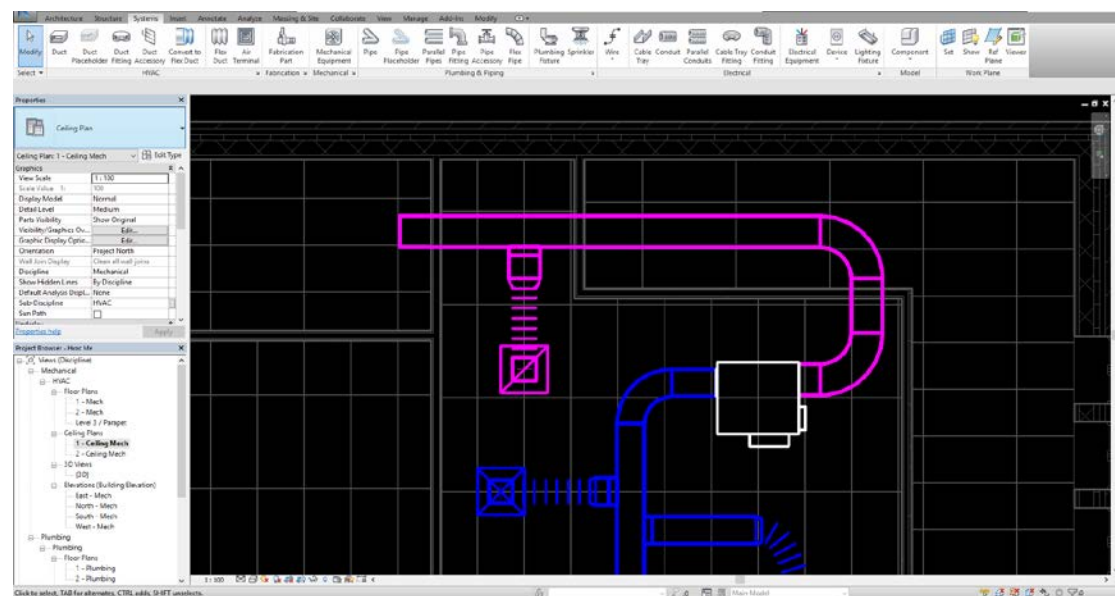 Architecture Structure Systems Insert Annotate Analyze Massing & Site Collaborate View Manage Add-Ins Modify
Modify Duct Duct Placeholder Duct Fitting Duct Accessory Convert to Flex Duct Flex Duct Air Terminal Fabrication Part Mechanical Equipment Pipe Pipe Placeholder Parallel Pipes Pipe Fitting Pipe Accessory Flex Pipe Plumbing Fixture Sprinkler Wire Cable Tray Conduit Parallel Conduits Cable Tray Fitting Conduit Fitting Electrical Equipment Device Lighting Fixture Component Set Show Ref Plane Viewer
Select HVAC Fabrication Mechanical Plumbing & Piping Electrical Model Work Plane
Properties
Ceiling Plan
Ceiling Plan: 1 - Ceiling Mech Edit Type
Graphics
View Scale 1 : 100
Scale Value 1: 100
Display Model Normal
Detail Level Medium
Parts Visibility Show Original
Visibility/Graphics Ov... Edit...
Graphic Display Optio... Edit...
Orientation Project North
Wall Join Display Clean all wall joins
Discipline Mechanical
Show Hidden Lines By Discipline
Default Analysis Displ... None
Sub-Discipline HVAC
Sun Path
Underlay
Properties help Apply
Project Browser -
Views (Discipline)
Mechanical
HVAC
Floor Plans
1 - Mech
2 - Mech
Level 3 / Parapet
Ceiling Plans
1 - Ceiling Mech
2 - Ceiling Mech
3D Views
{3D}
Elevations (Building Elevation)
East - Mech
North - Mech
South - Mech
West - Mech
Plumbing
Plumbing
Floor Plans
1 - Plumbing
2 - Plumbing
1 : 100
Click to select, TAB for alternates, CTRL adds, SHIFT unselects. Main Model